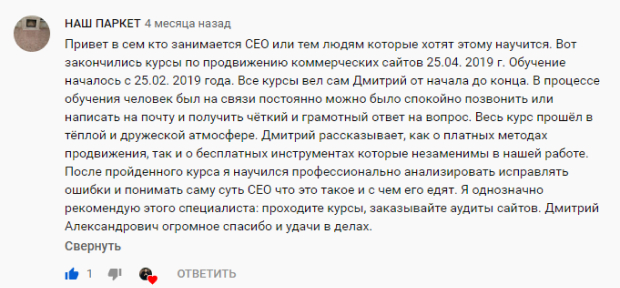 НАШ ПАРКЕТ 4 месяца назад
Привет в сем кто занимается СЕО или тем людям которые хотят этому научится. Вот
закончились курсы по продвижению коммерческих сайтов 25.04. 2019 г. Обучение
началось с 25.02. 2019 года. Все курсы вел сам Дмитрий от начала до конца. В процессе
обучения человек был на связи постоянно можно было спокойно позвонить или
написать на почту и получить чёткий и грамотный ответ на вопрос. Весь курс прошёл в
тёплой и дружеской атмосфере. Дмитрий рассказывает, как о платных методах
продвижения, так и о бесплатных инструментах которые незаменимы в нашей работе.
После пройденного курса я научился профессионально анализировать исправлять
ошибки и понимать саму суть СЕО что это такое и с чем его едят. Я однозначно
рекомендую этого специалиста: проходите курсы, заказывайте аудиты сайтов. Дмитрий
Александрович огромное спасибо и удачи в делах.
Свернуть
1 ОТВЕТИТЬ